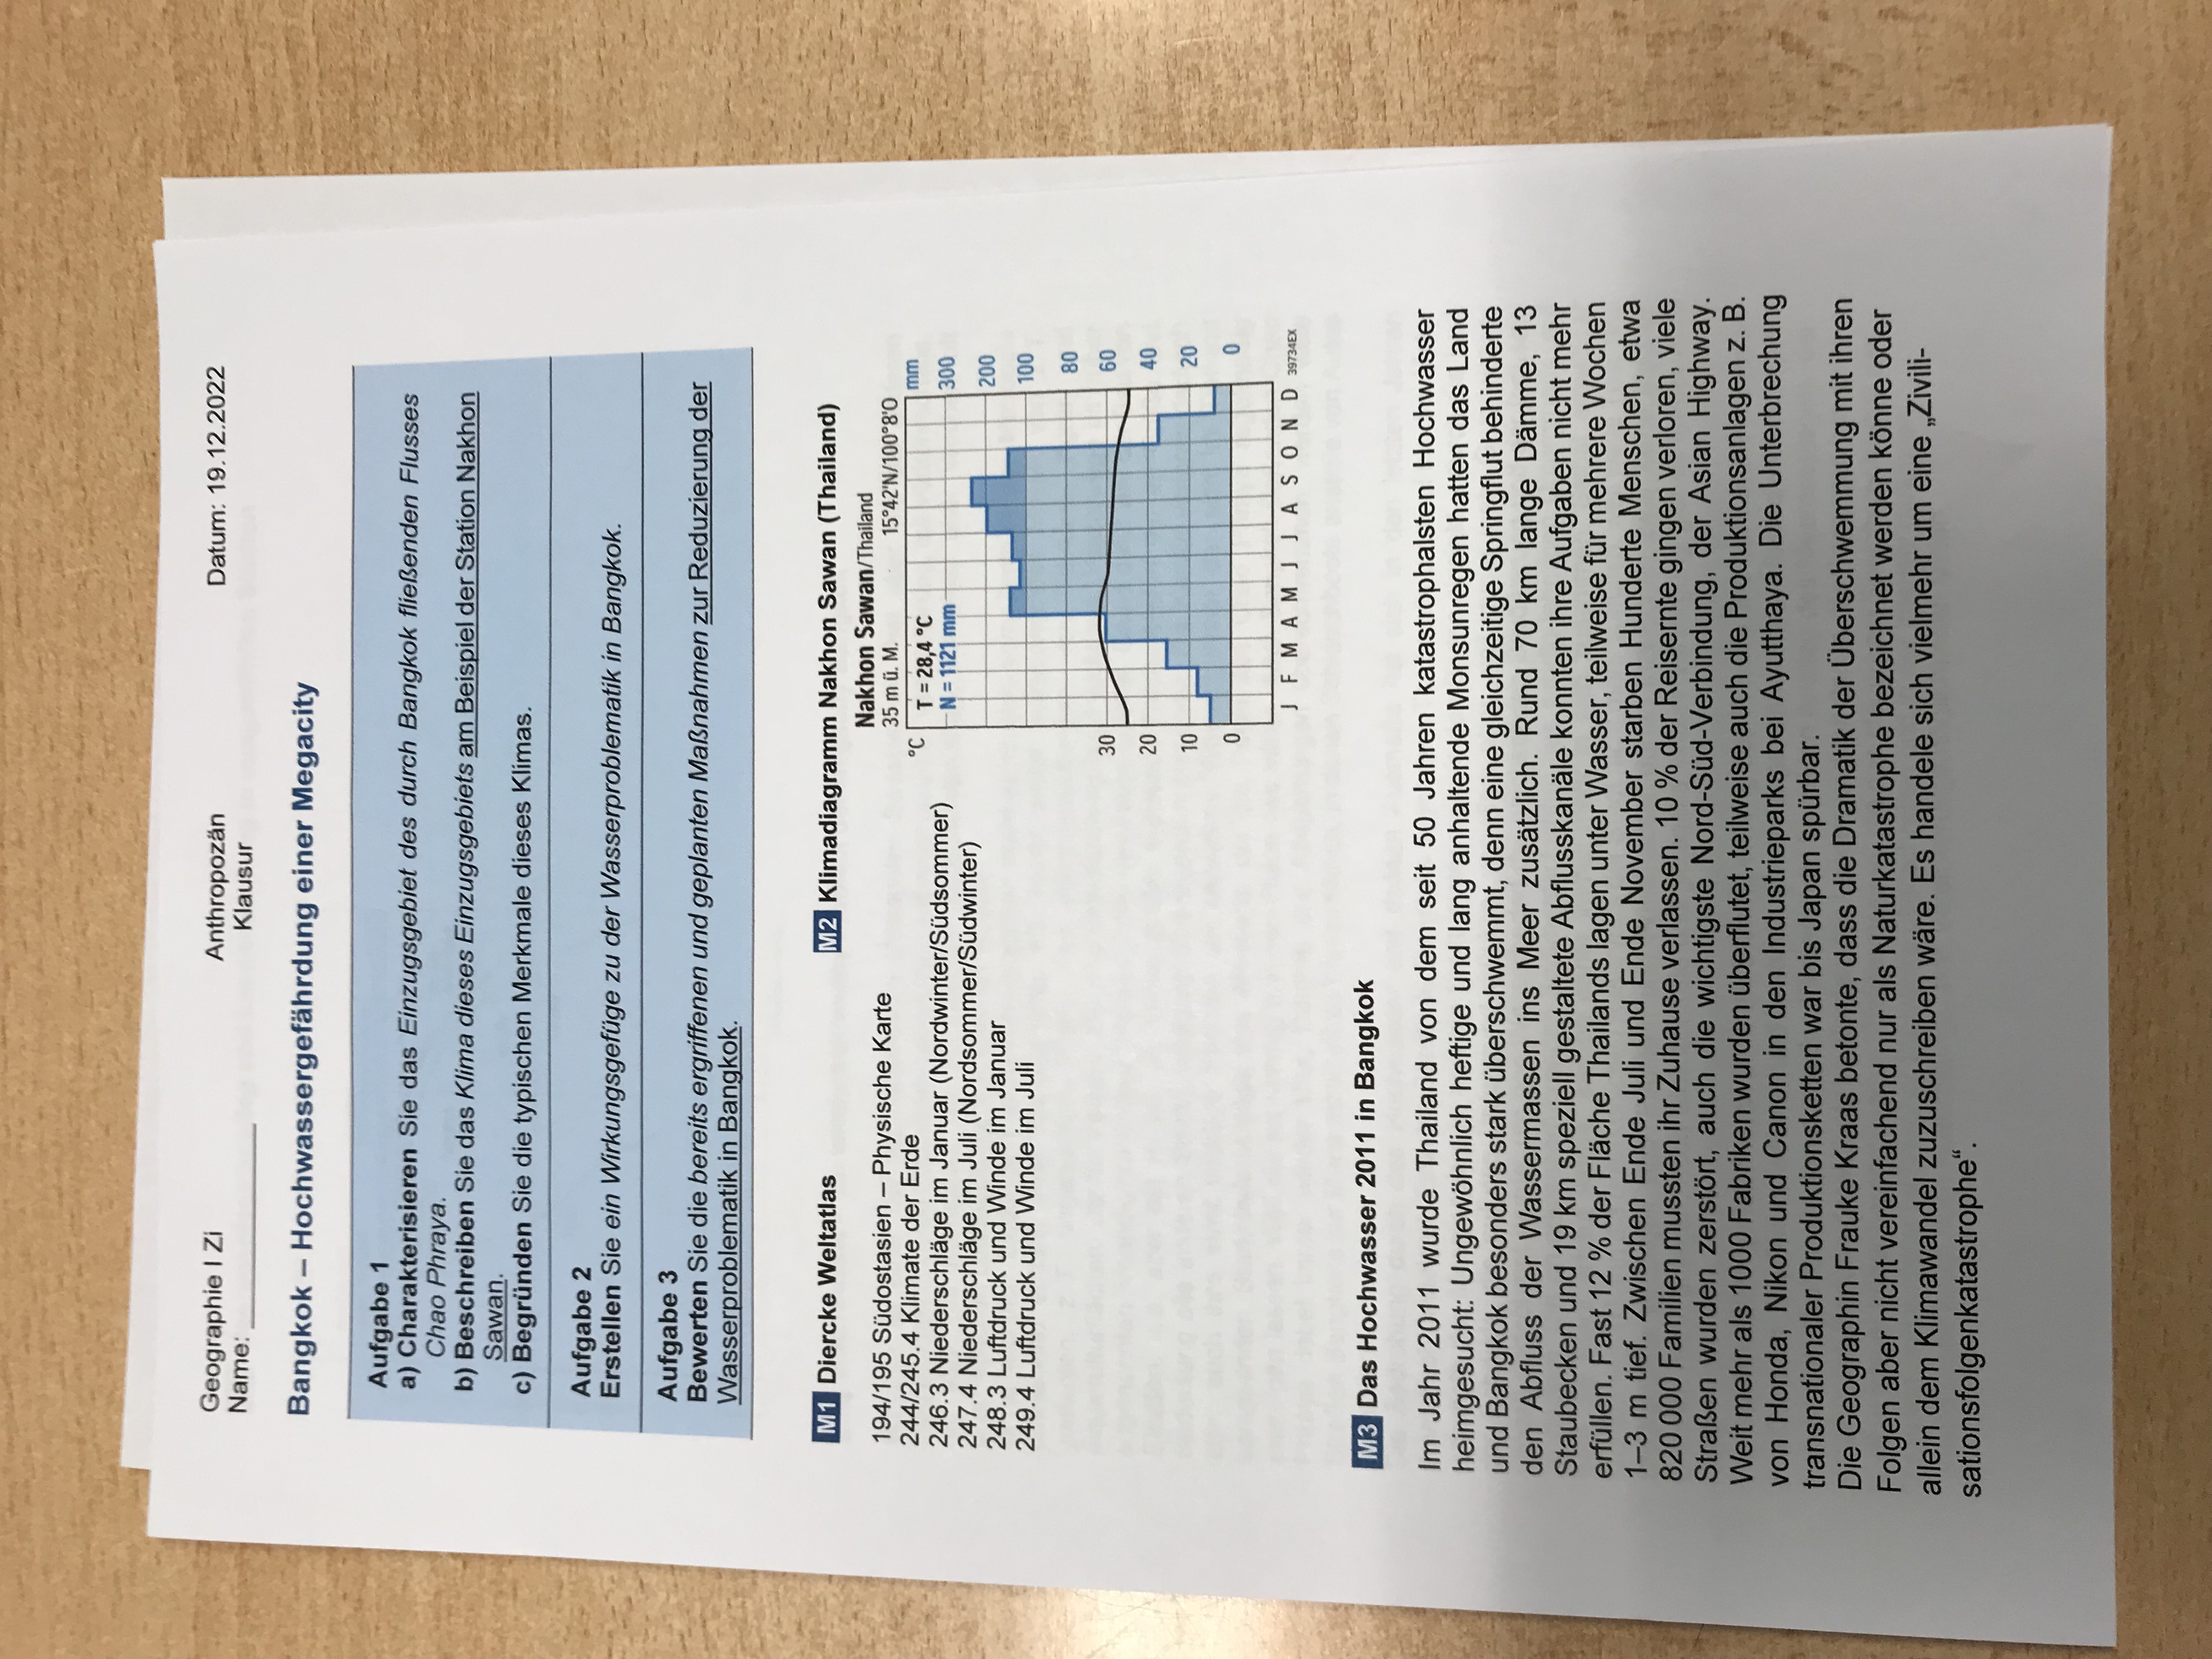 Geographie I Zi
Anthropozän
Datum: 19.12.2022
Name:
Klausur
Bangkok – Hochwassergefährdung einer Megacity
Aufgabe 1
a) Charakterisieren Sie das Einzugsgebiet des durch Bangkok fließenden Flusses
Chao Phraya.
b) Beschreiben Sie das Klima dieses Einzugsgebiets am Beispiel der Station Nakhon
Sawan.
c) Begründen Sie die typischen Merkmale dieses Klimas.
Aufgabe 2
Erstellen Sie ein Wirkungsgefüge zu der Wasserproblematik in Bangkok.
Aufgabe 3
Bewerten Sie die bereits ergriffenen und geplanten Maßnahmen zur Reduzierung der
Wasserproblematik in Bangkok.
M1 Diercke Weltatlas
194/195 Südostasien – Physische Karte
244/245.4 Klimate der Erde
246.3 Niederschläge im Januar (Nordwinter/Südsommer)
247.4 Niederschläge im Juli (Nordsommer/Südwinter)
248.3 Luftdruck und Winde im Januar
249.4 Luftdruck und Winde im Juli
M2 Klimadiagramm Nakhon Sawan (Thailand)
Nakhon Sawan/Thailand
35 m ü. M. 15°42'N/100°8'O
°C
mm
T = 28,4 °C
N = 1121 mm
300
200
100
80
30 60
20 40
10 20
0 0
J F M A M J J A S O N D 39734EX
M3 Das Hochwasser 2011 in Bangkok
Im Jahr 2011 wurde Thailand von dem seit 50 Jahren katastrophalsten Hochwasser
heimgesucht: Ungewöhnlich heftige und lang anhaltende Monsunregen hatten das Land
und Bangkok besonders stark überschwemmt, denn eine gleichzeitige Springflut behinderte
den Abfluss der Wassermassen ins Meer zusätzlich. Rund 70 km lange Dämme, 13
Staubecken und 19 km speziell gestaltete Abflusskanäle konnten ihre Aufgaben nicht mehr
erfüllen. Fast 12 % der Fläche Thailands lagen unter Wasser, teilweise für mehrere Wochen
1–3 m tief. Zwischen Ende Juli und Ende November starben Hunderte Menschen, etwa
820 000 Familien mussten ihr Zuhause verlassen. 10 % der Reisernte gingen verloren, viele
Straßen wurden zerstört, auch die wichtigste Nord-Süd-Verbindung, der Asian Highway.
Weit mehr als 1000 Fabriken wurden überflutet, teilweise auch die Produktionsanlagen z. B.
von Honda, Nikon und Canon in den Industrieparks bei Ayutthaya. Die Unterbrechung
transnationaler Produktionsketten war bis Japan spürbar.
Die Geographin Frauke Kraas betonte, dass die Dramatik der Überschwemmung mit ihren
Folgen aber nicht vereinfachend nur als Naturkatastrophe bezeichnet werden könne oder
allein dem Klimawandel zuzuschreiben wäre. Es handele sich vielmehr um eine „Zivili-
sationsfolgenkatastrophe“.